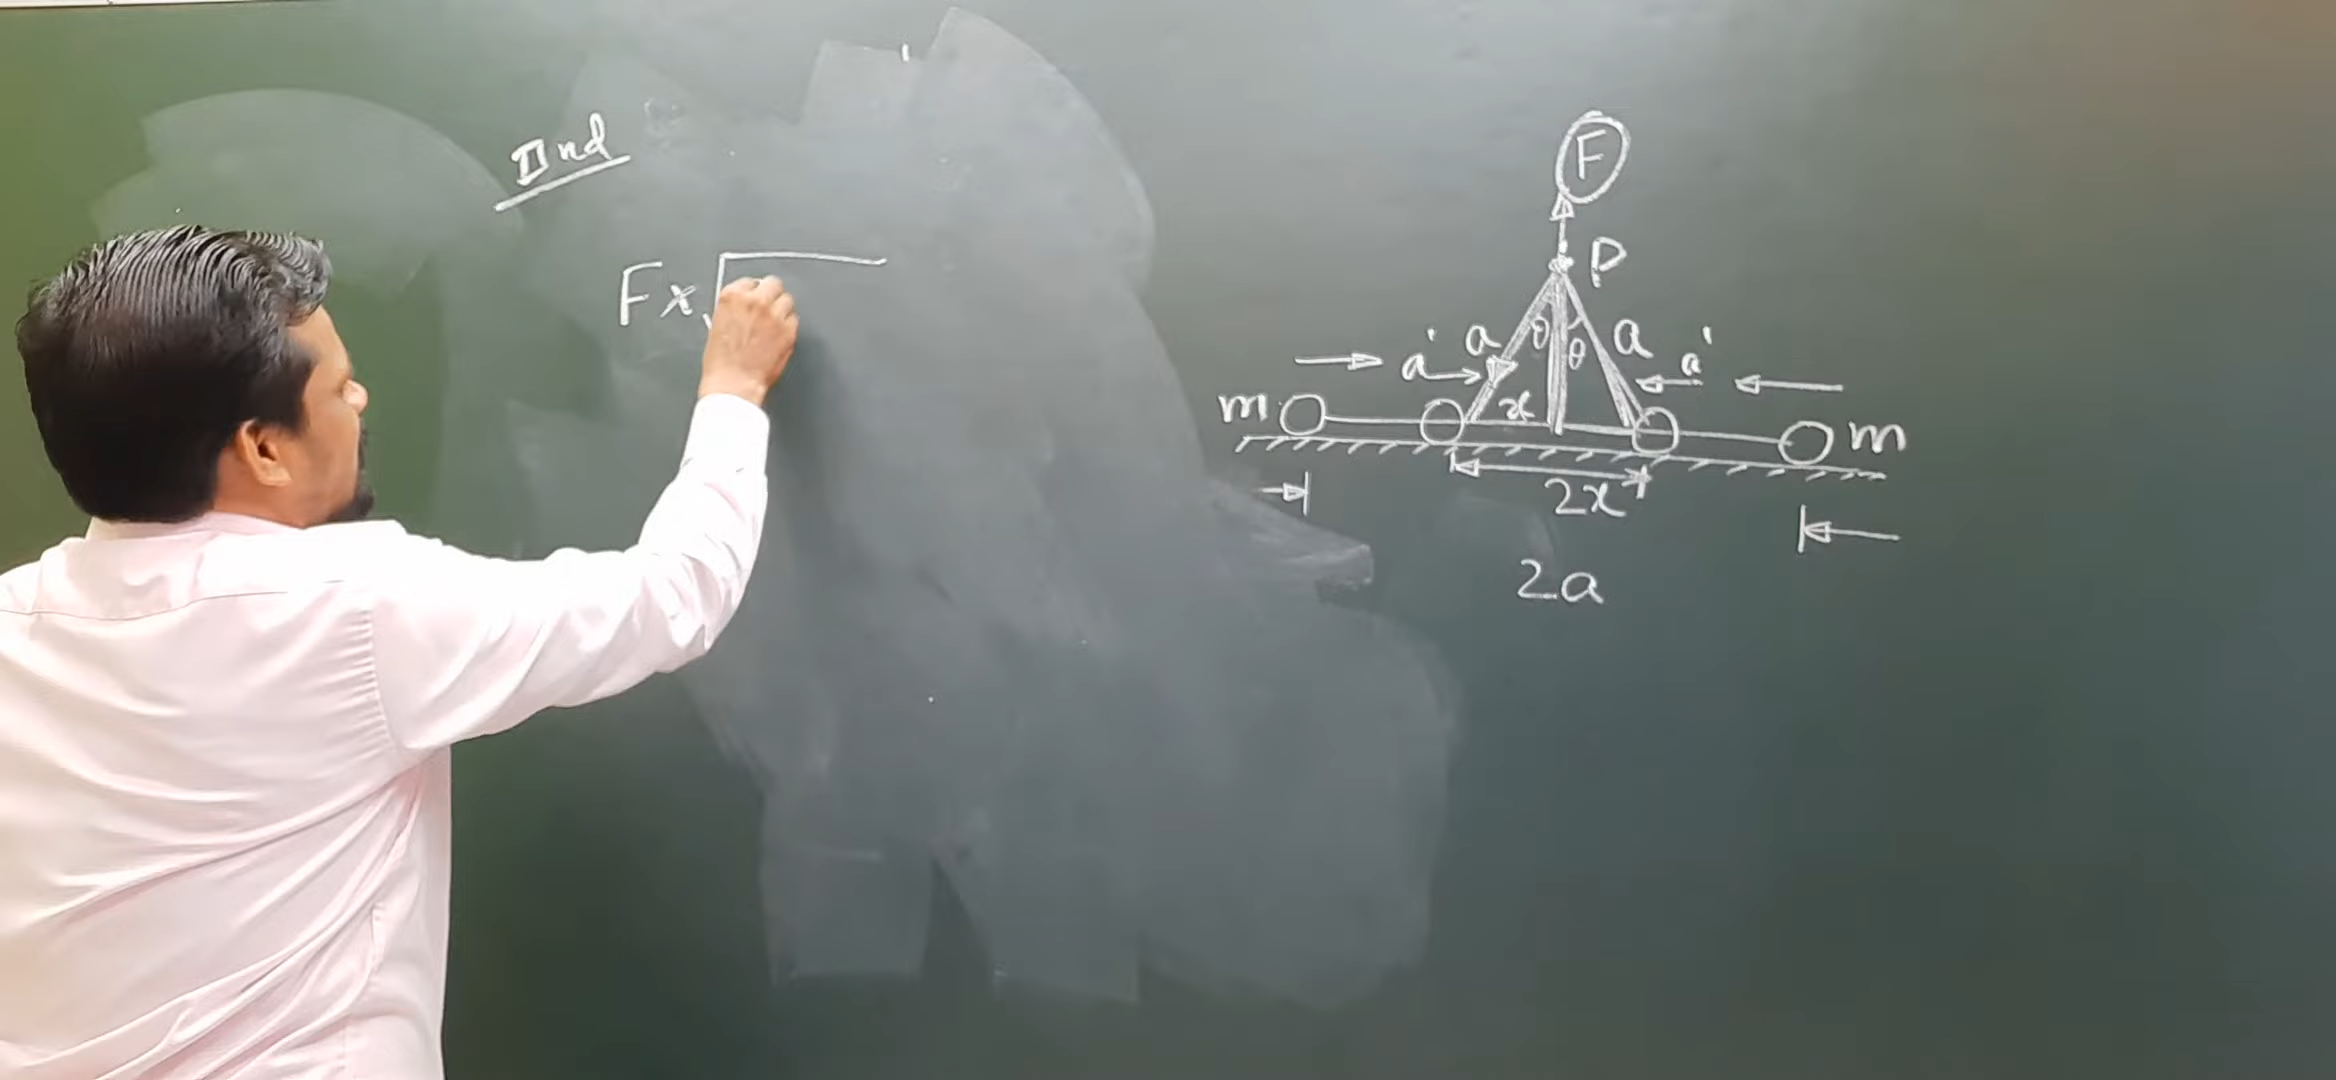 IInd
F x √
F
P
a' a θ θ a a'
m x m
2x
2a